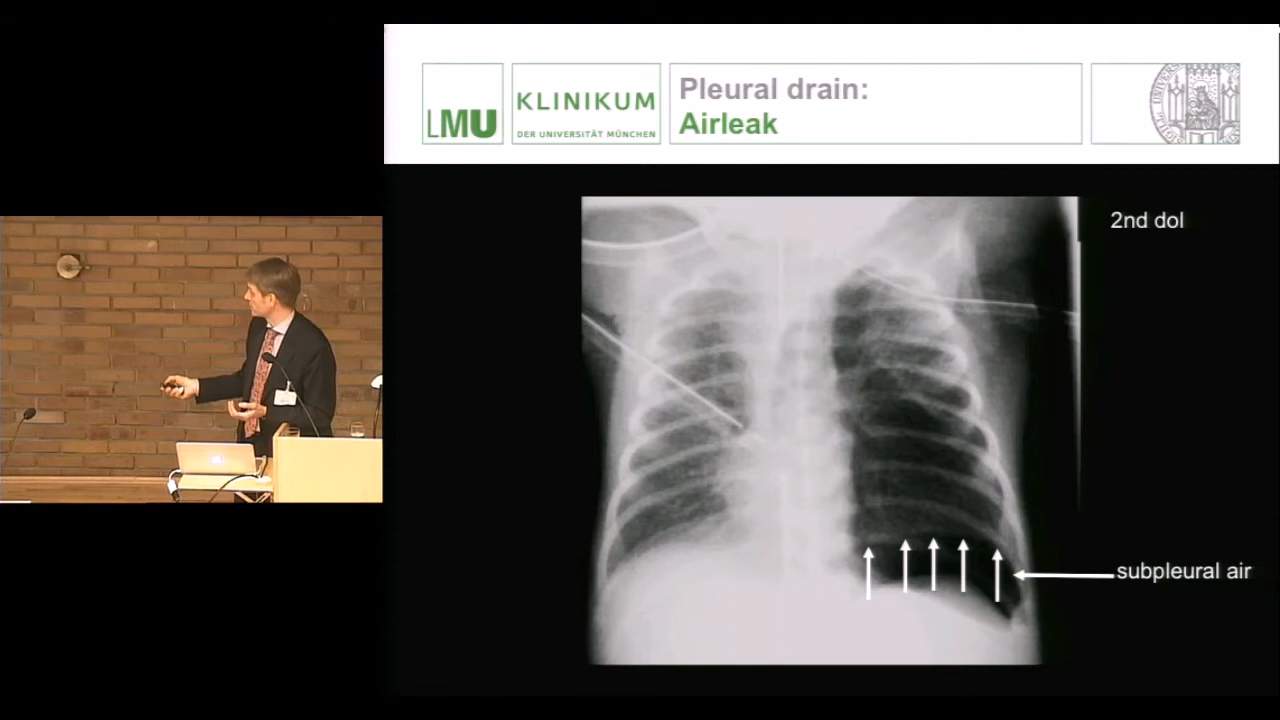 LMU
KLINIKUM
DER UNIVERSITÄT MÜNCHEN
Pleural drain:
Airleak
2nd dol
subpleural air